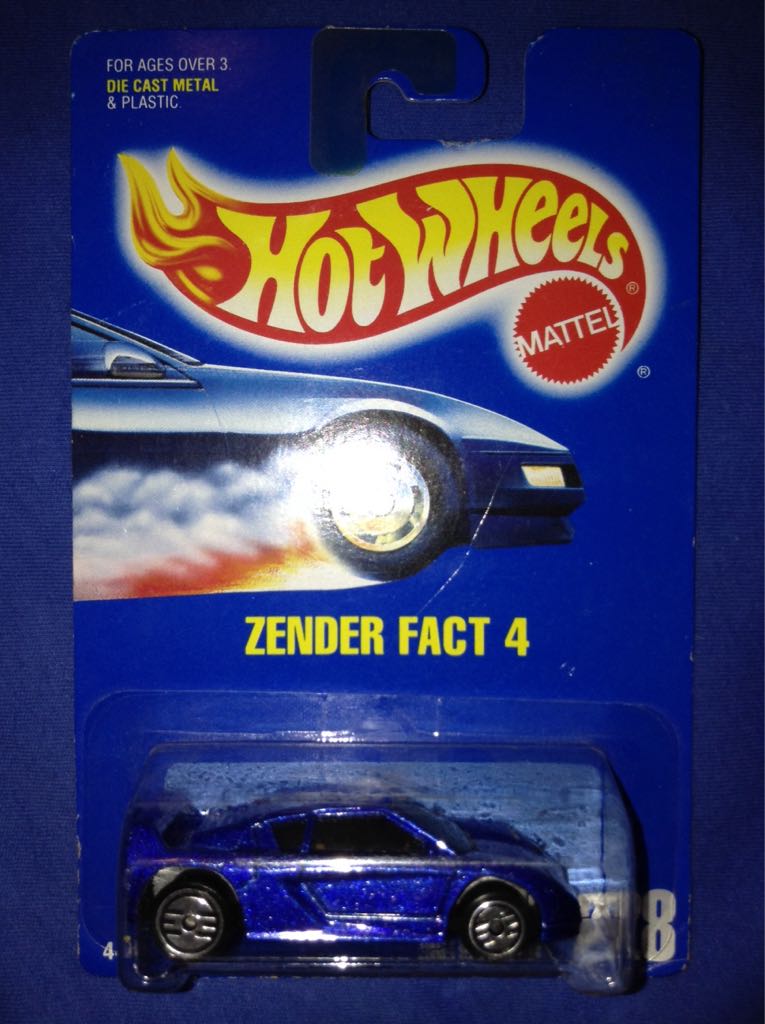 FOR AGES OVER 3.
DIE CAST METAL
& PLASTIC.
HOT WHEELS ®
MATTEL ®
ZENDER FACT 4